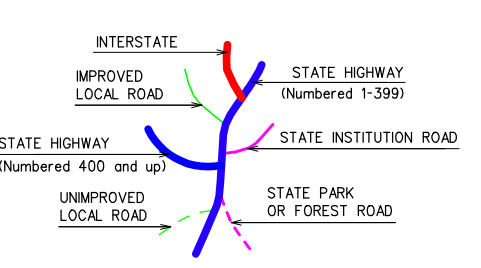 INTERSTATE
IMPROVED
LOCAL ROAD
STATE HIGHWAY
(Numbered 1-399)
STATE HIGHWAY
(Numbered 400 and up)
STATE INSTITUTION ROAD
UNIMPROVED
LOCAL ROAD
STATE PARK
OR FOREST ROAD